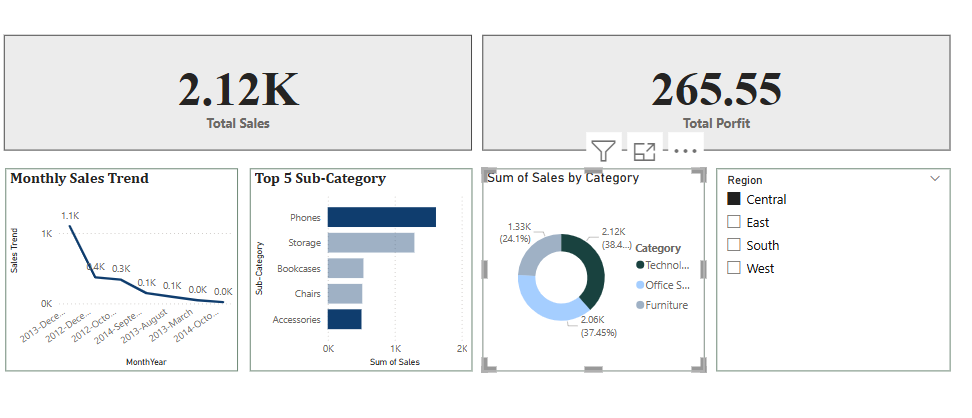 2.12K
Total Sales
265.55
Total Porfit
Monthly Sales Trend
Sales Trend
1K
0K
1.1K
0.4K
0.3K
0.1K
0.1K
0.0K
0.0K
2013-Dece...
2012-Dece...
2012-Octo...
2014-Septe...
2013-August
2013-March
2014-Octo...
MonthYear
Top 5 Sub-Category
Sub-Category
Phones
Storage
Bookcases
Chairs
Accessories
0K 1K 2K
Sum of Sales
Sum of Sales by Category
1.33K
(24.1%)
2.12K
(38.4...)
2.06K
(37.45%)
Category
Technol...
Office S...
Furniture
Region
Central
East
South
West